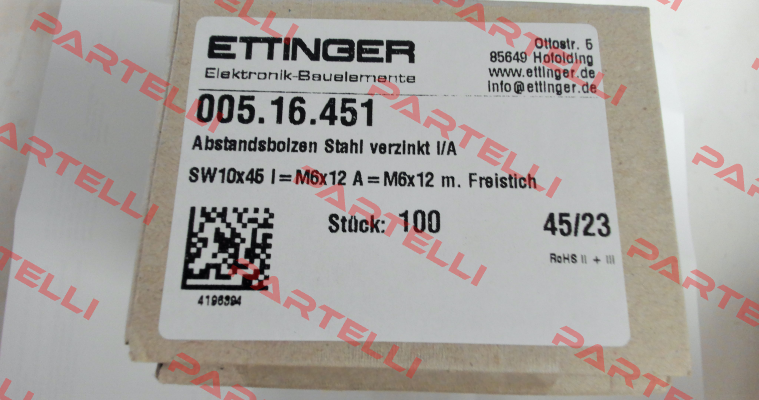 ETTINGER
Elektronik-Bauelemente
Ottostr. 5
85649 Hofolding
www.ettinger.de
info@ettinger.de
005.16.451
Abstandsbolzen Stahl verzinkt I/A
SW10x45 I=M6x12 A=M6x12 m. Freistich
Stück: 100
45/23
RoHS II + III
4196394
PARTELLI
PARTELLI
PARTELLI
PARTELLI
PARTELLI
PARTELLI
PARTELLI
PARTELLI